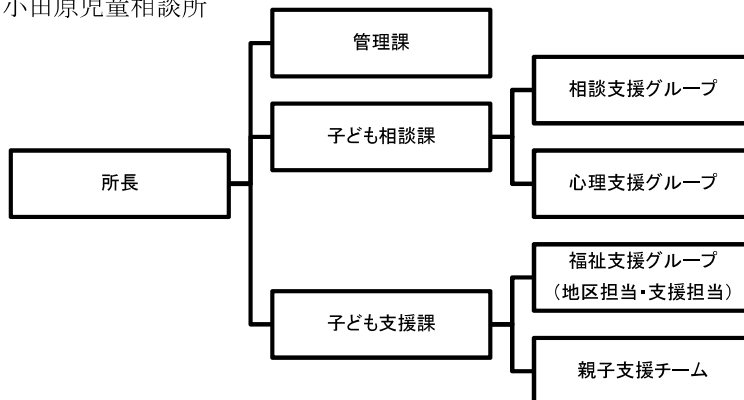 小田原児童相談所
管理課
相談支援グループ
子ども相談課
所長
心理支援グループ
福祉支援グループ
（地区担当・支援担当）
子ども支援課
親子支援チーム